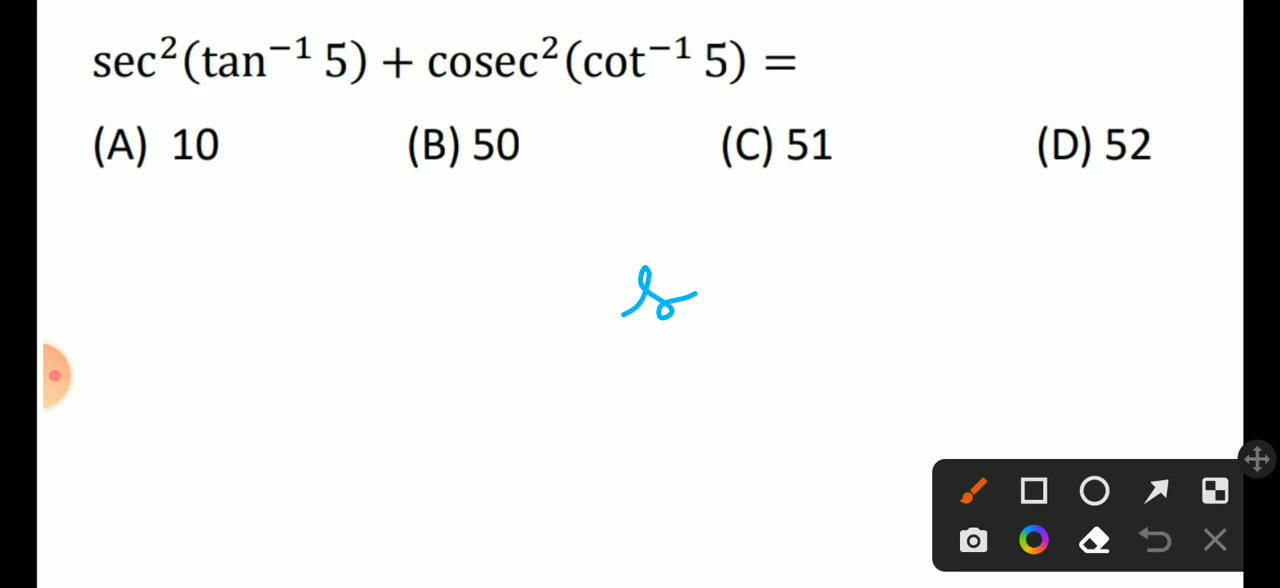 sec²(tan⁻¹ 5) + cosec²(cot⁻¹ 5) =
(A) 10 (B) 50 (C) 51 (D) 52